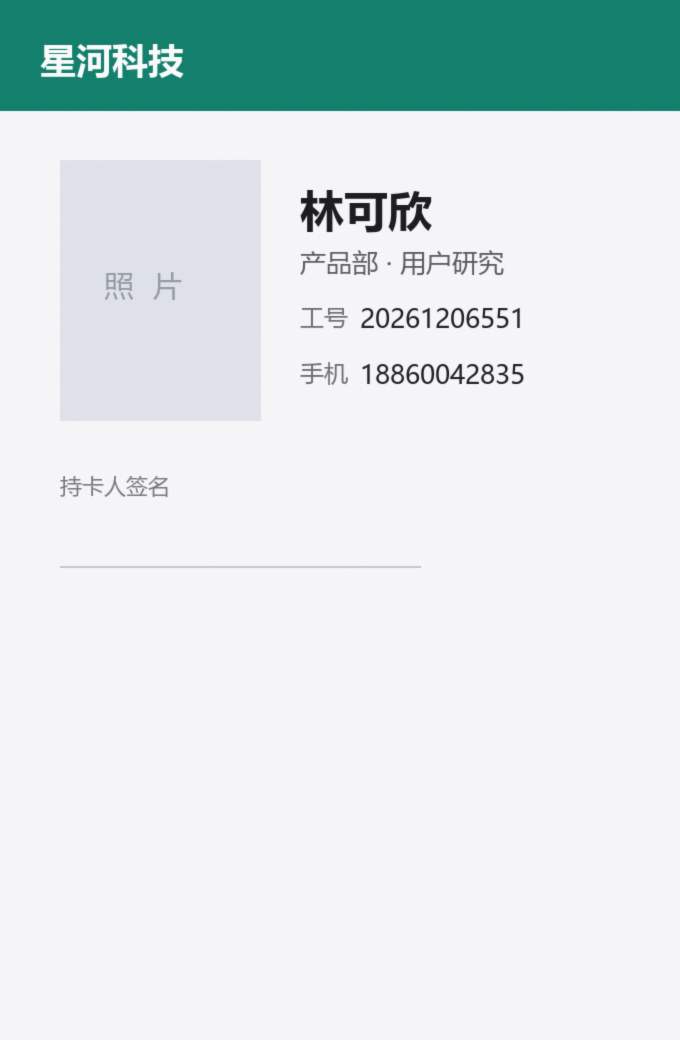 星河科技
照 片
林可欣
产品部 · 用户研究
工号 20261206551
手机 18860042835
持卡人签名